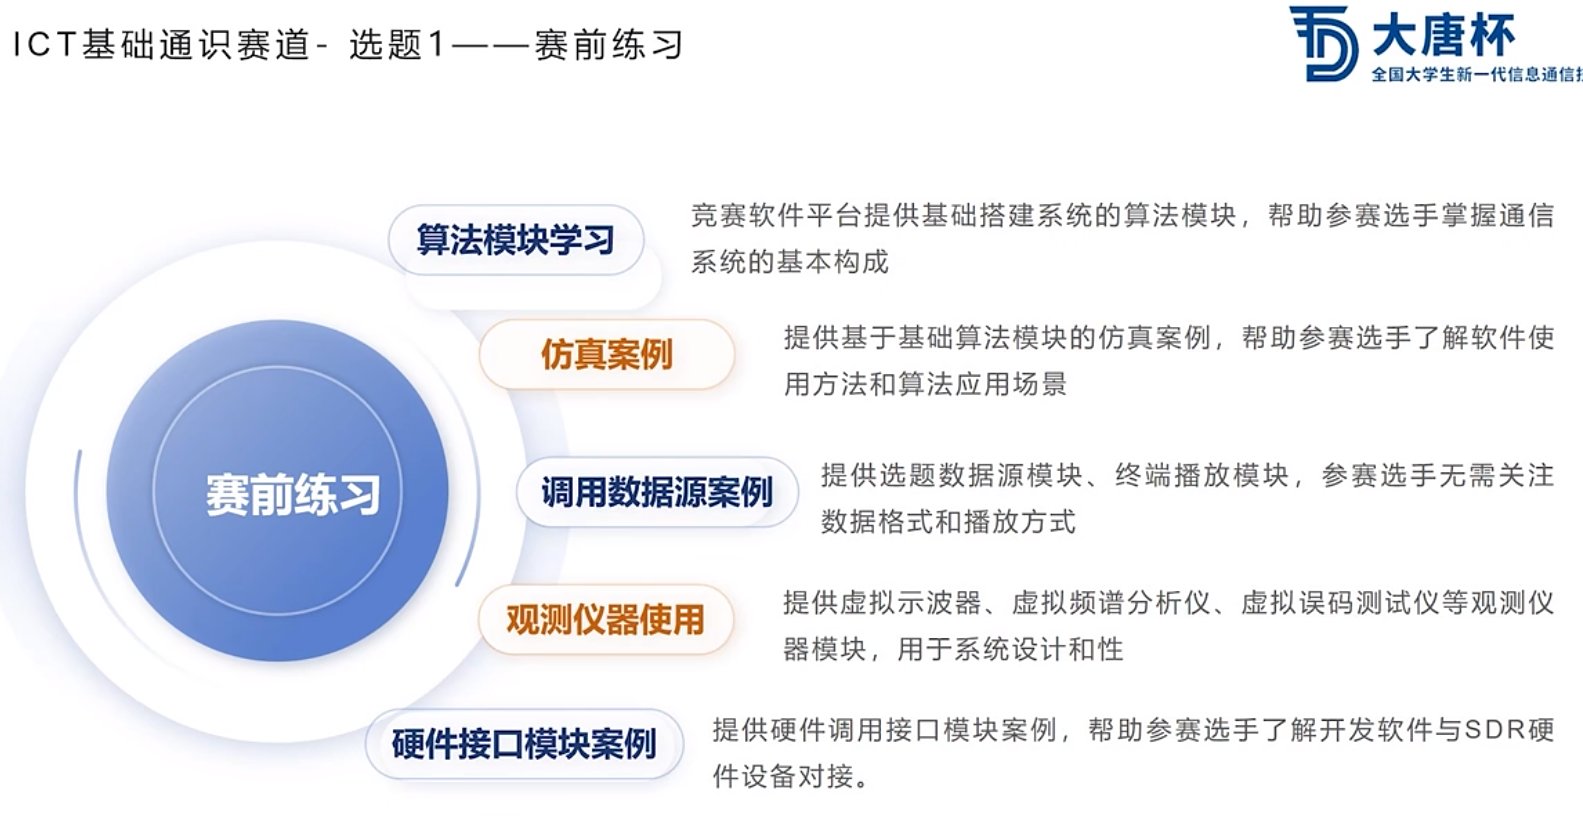 ICT基础通识赛道- 选题1——赛前练习
大唐杯
全国大学生新一代信息通信
算法模块学习
竞赛软件平台提供基础搭建系统的算法模块，帮助参赛选手掌握通信
系统的基本构成
仿真案例
提供基于基础算法模块的仿真案例，帮助参赛选手了解软件使
用方法和算法应用场景
赛前练习
调用数据源案例
提供选题数据源模块、终端播放模块，参赛选手无需关注
数据格式和播放方式
观测仪器使用
提供虚拟示波器、虚拟频谱分析仪、虚拟误码测试仪等观测仪
器模块，用于系统设计和性
硬件接口模块案例
提供硬件调用接口模块案例，帮助参赛选手了解开发软件与SDR硬
件设备对接。